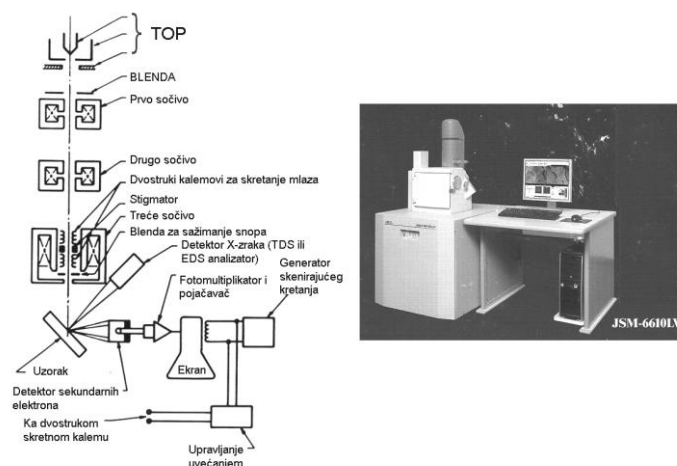 TOP
BLENDA
Prvo sočivo
Drugo sočivo
Dvostruki kalemovi za skretanje mlaza
Stigmator
Treće sočivo
Blenda za sažimanje snopa
Detektor X-zraka (TDS ili
EDS analizator)
Generator
skenirajućeg
kretanja
Fotomultiplikator i
pojačavač
Uzorak
Ekran
Detektor sekundarnih
elektrona
Ka dvostrukom
skretnom kalemu
Upravljanje
uvećanjem
JSM-6610LV